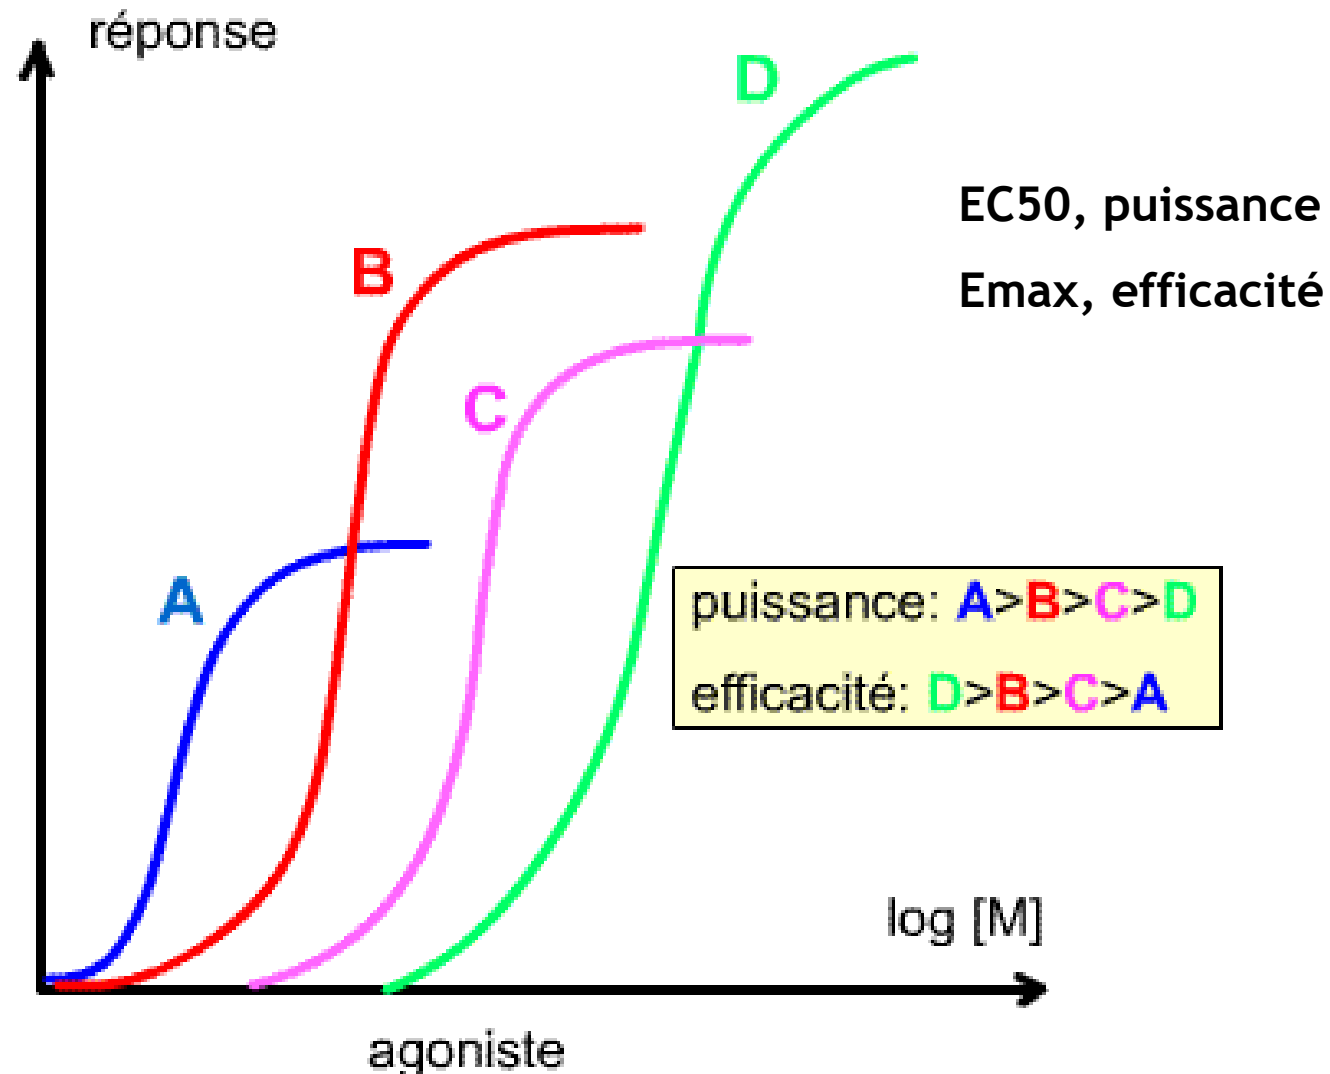 réponse
D
EC50, puissance
B
Emax, efficacité
C
A
puissance: A>B>C>D
efficacité: D>B>C>A
log [M]
agoniste